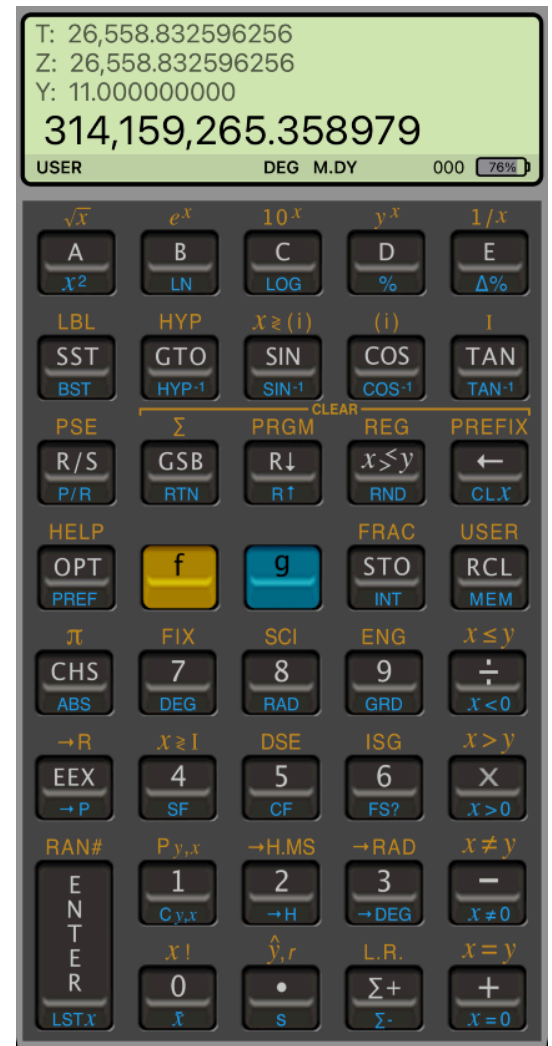 T: 26,558.832596256
Z: 26,558.832596256
Y: 11.000000000
314,159,265.358979
USER DEG M.DY 000 76%
√x eˣ 10ˣ yˣ 1/x
A B C D E
x² LN LOG % Δ%
LBL HYP x≷(i) (i) I
SST GTO SIN COS TAN
BST HYP-1 SIN-1 COS-1 TAN-1
CLEAR
PSE Σ PRGM REG PREFIX
R/S GSB R↓ x≶y ←
P/R RTN R↑ RND CLX
HELP FRAC USER
OPT f g STO RCL
PREF INT MEM
π FIX SCI ENG x≤y
CHS 7 8 9 ÷
ABS DEG RAD GRD x<0
→R x≷I DSE ISG x>y
EEX 4 5 6 ×
→P SF CF FS? x>0
RAN# Py,x →H.MS →RAD x≠y
ENTER 1 2 3 −
Cy,x →H →DEG x≠0
x! ŷ,r L.R. x=y
0 • Σ+ +
LSTx x̄ s Σ- x=0